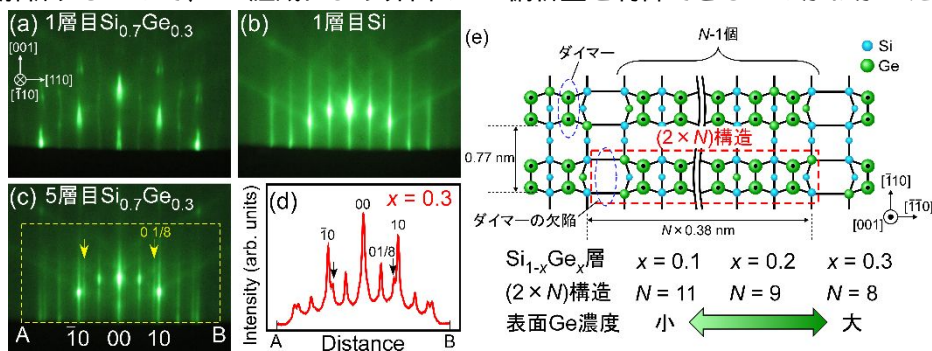 (a) 1層目Si0.7Ge0.3
[001]
[110]
[1̅10]
(b) 1層目Si
(c) 5層目Si0.7Ge0.3
0 1/8
A 1̅0 00 10 B
(d)
x = 0.3
Intensity (arb. units)
00
1̅0
01/8
10
A Distance B
(e)
ダイマー
N-1個
Si
Ge
(2×N)構造
0.77 nm
ダイマーの欠陥
N×0.38 nm
[1̅10]
[1̅1̅0]
[001]
Si1-xGex層 x = 0.1 x = 0.2 x = 0.3
(2×N)構造 N = 11 N = 9 N = 8
表面Ge濃度 小 大